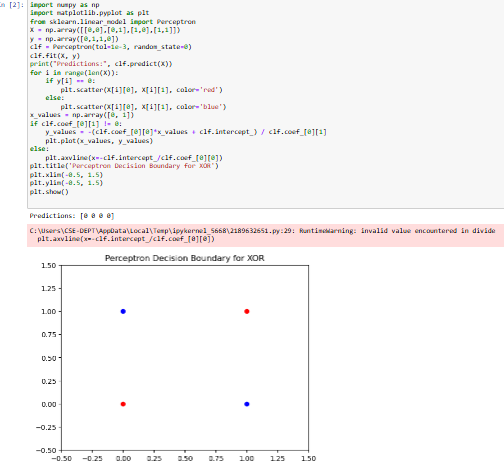 n [2]: import numpy as np
import matplotlib.pyplot as plt
from sklearn.linear_model import Perceptron
X = np.array([[0,0],[0,1],[1,0],[1,1]])
y = np.array([0,1,1,0])
clf = Perceptron(tol=1e-3, random_state=0)
clf.fit(X, y)
print("Predictions:", clf.predict(X))
for i in range(len(X)):
    if y[i] == 0:
        plt.scatter(X[i][0], X[i][1], color='red')
    else:
        plt.scatter(X[i][0], X[i][1], color='blue')
x_values = np.array([0, 1])
if clf.coef_[0][1] != 0:
    y_values = -(clf.coef_[0][0]*x_values + clf.intercept_) / clf.coef_[0][1]
    plt.plot(x_values, y_values)
else:
    plt.axvline(x=-clf.intercept_/clf.coef_[0][0])
plt.title('Perceptron Decision Boundary for XOR')
plt.xlim(-0.5, 1.5)
plt.ylim(-0.5, 1.5)
plt.show()
Predictions: [0 0 0 0]
C:\Users\CSE-DEPT\AppData\Local\Temp\ipykernel_5668\2189632651.py:29: RuntimeWarning: invalid value encountered in divide
  plt.axvline(x=-clf.intercept_/clf.coef_[0][0])
Perceptron Decision Boundary for XOR
1.50
1.25
1.00
0.75
0.50
0.25
0.00
−0.25
−0.50
−0.50 −0.25 0.00 0.25 0.50 0.75 1.00 1.25 1.50